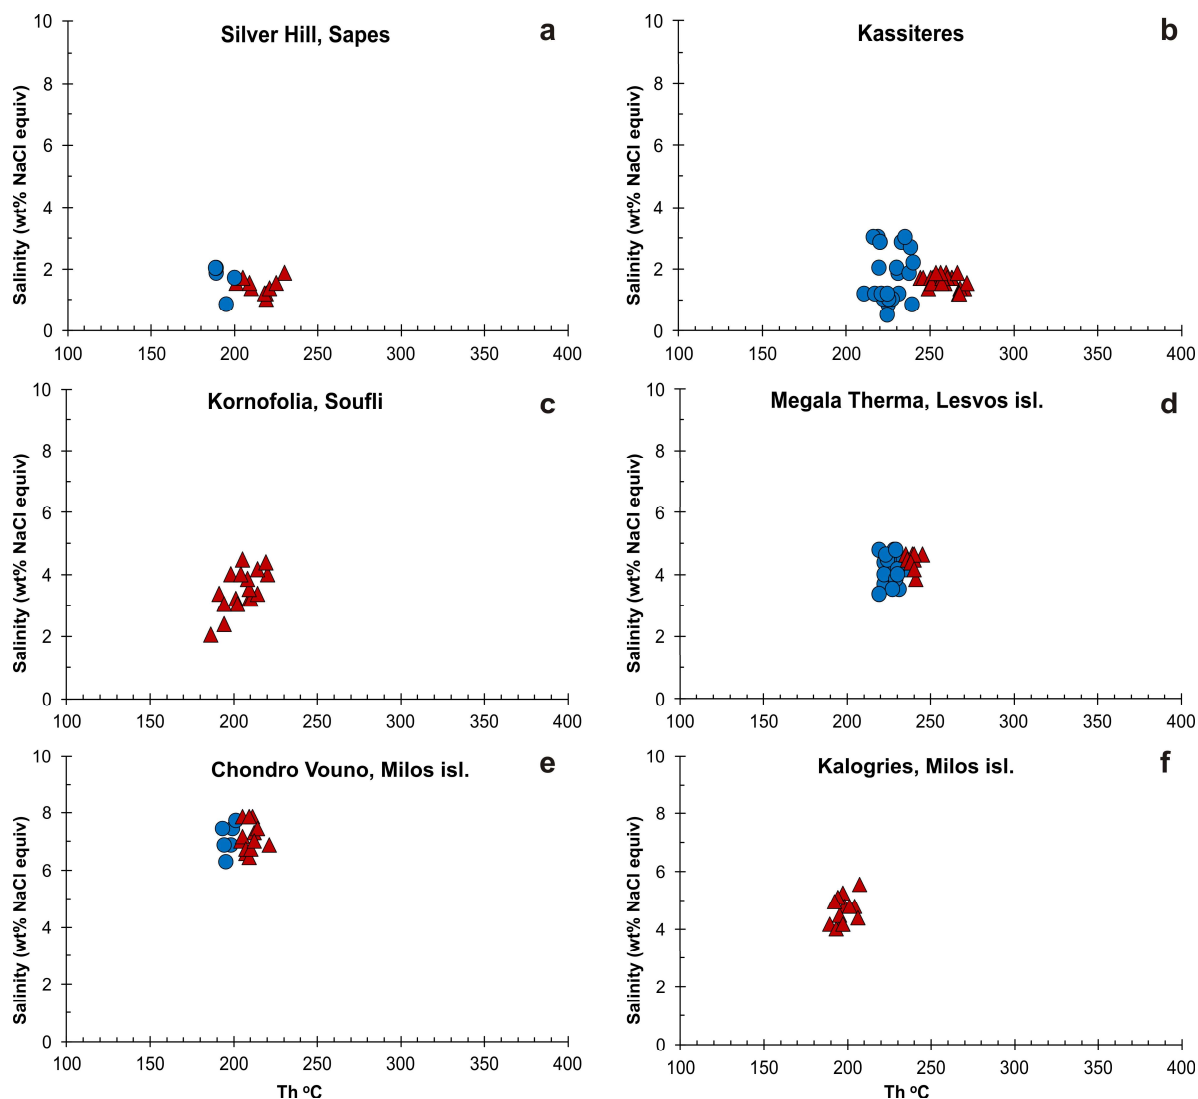 Silver Hill, Sapes
a
Salinity (wt% NaCl equiv)
10
8
6
4
2
0
100 150 200 250 300 350 400
Kassiteres
b
Salinity (wt% NaCl equiv)
10
8
6
4
2
0
100 150 200 250 300 350 400
Kornofolia, Soufli
c
Salinity (wt% NaCl equiv)
10
8
6
4
2
0
100 150 200 250 300 350 400
Megala Therma, Lesvos isl.
d
Salinity (wt% NaCl equiv)
10
8
6
4
2
0
100 150 200 250 300 350 400
Chondro Vouno, Milos isl.
e
Salinity (wt% NaCl equiv)
10
8
6
4
2
0
100 150 200 250 300 350 400
Th ºC
Kalogries, Milos isl.
f
Salinity (wt% NaCl equiv)
10
8
6
4
2
0
100 150 200 250 300 350 400
Th ºC